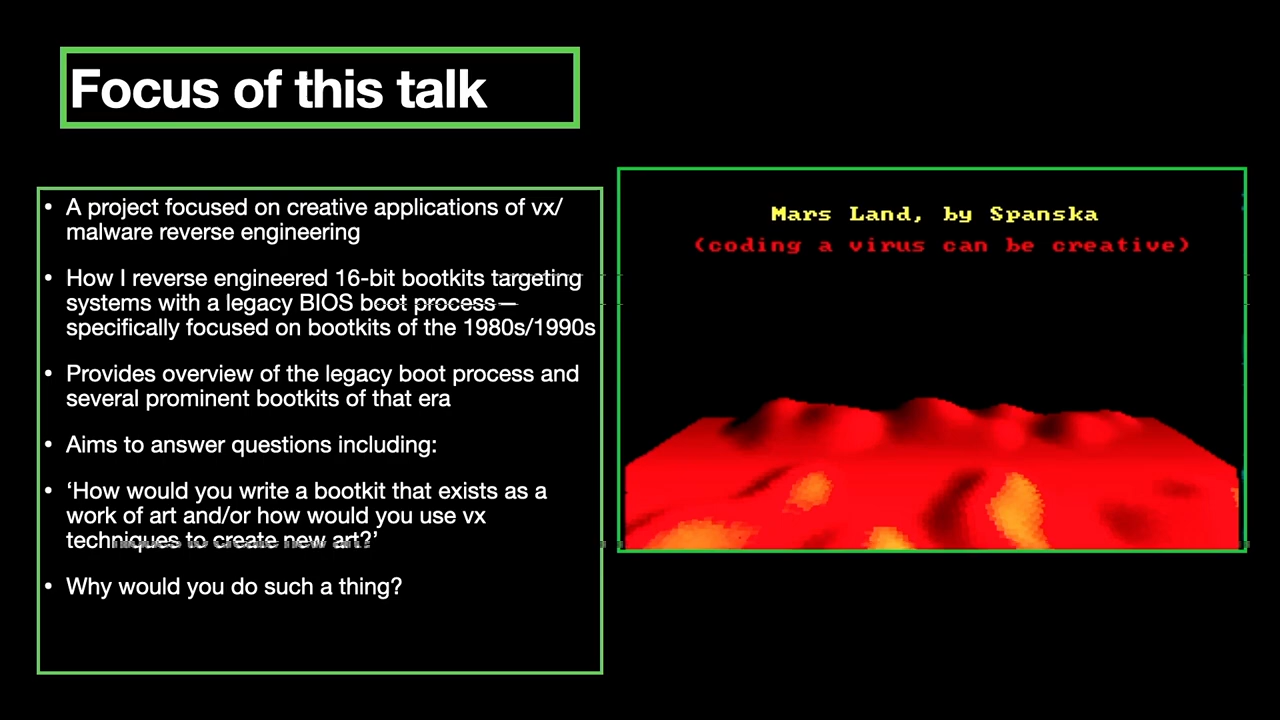 Focus of this talk
• A project focused on creative applications of vx/
malware reverse engineering
• How I reverse engineered 16-bit bootkits targeting
systems with a legacy BIOS boot process—
specifically focused on bootkits of the 1980s/1990s
• Provides overview of the legacy boot process and
several prominent bootkits of that era
• Aims to answer questions including:
• ‘How would you write a bootkit that exists as a
work of art and/or how would you use vx
techniques to create new art?’
• Why would you do such a thing?
Mars Land, by Spanska
(coding a virus can be creative)